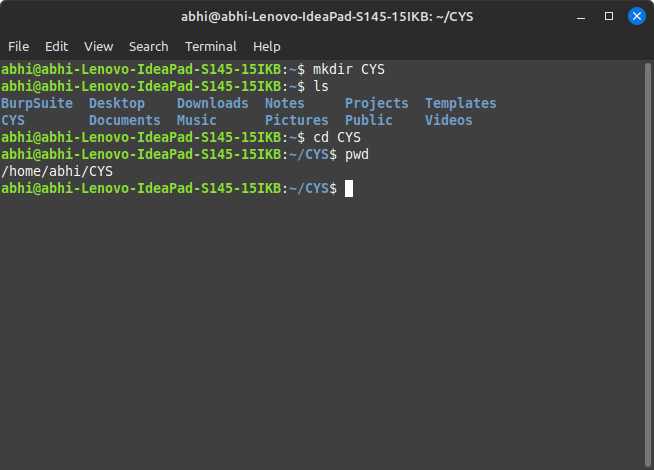 abhi@abhi-Lenovo-IdeaPad-S145-15IKB: ~/CYS
File Edit View Search Terminal Help
abhi@abhi-Lenovo-IdeaPad-S145-15IKB:~$ mkdir CYS
abhi@abhi-Lenovo-IdeaPad-S145-15IKB:~$ ls
BurpSuite  Desktop    Downloads  Notes     Projects  Templates
CYS        Documents  Music      Pictures  Public    Videos
abhi@abhi-Lenovo-IdeaPad-S145-15IKB:~$ cd CYS
abhi@abhi-Lenovo-IdeaPad-S145-15IKB:~/CYS$ pwd
/home/abhi/CYS
abhi@abhi-Lenovo-IdeaPad-S145-15IKB:~/CYS$